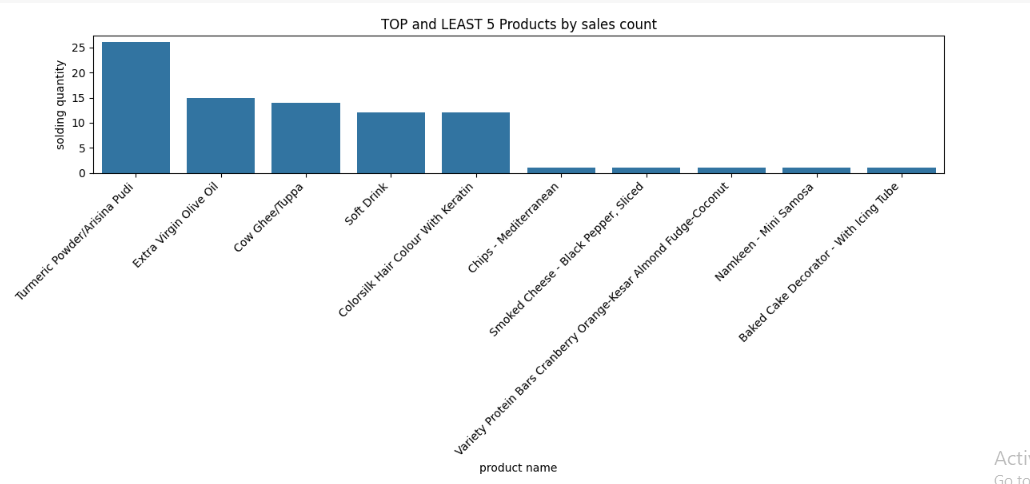 TOP and LEAST 5 Products by sales count
solding quantity
25
20
15
10
5
0
Turmeric Powder/Arisina Pudi
Extra Virgin Olive Oil
Cow Ghee/Tuppa
Soft Drink
Colorsilk Hair Colour With Keratin
Chips - Mediterranean
Smoked Cheese - Black Pepper, Sliced
Variety Protein Bars Cranberry Orange-Kesar Almond Fudge-Coconut
Namkeen - Mini Samosa
Baked Cake Decorator - With Icing Tube
product name
Acti
Go to